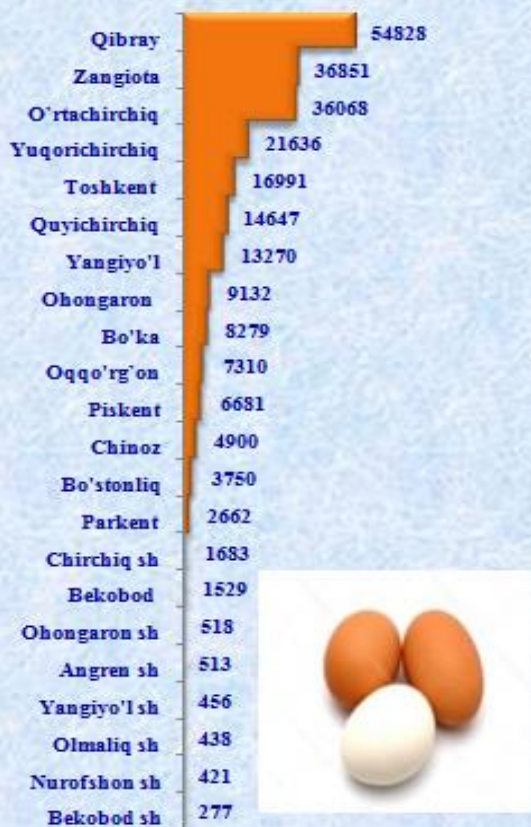 Qibray 54828
Zangiota 36851
O`rtachirchiq 36068
Yuqorichirchiq 21636
Toshkent 16991
Quyichirchiq 14647
Yangiyo'l 13270
Ohongaron 9132
Bo'ka 8279
Oqqo'rg`on 7310
Piskent 6681
Chinoz 4900
Bo'stonliq 3750
Parkent 2662
Chirchiq sh 1683
Bekobod 1529
Ohongaron sh 518
Angren sh 513
Yangiyo'l sh 456
Olmaliq sh 438
Nurofshon sh 421
Bekobod sh 277